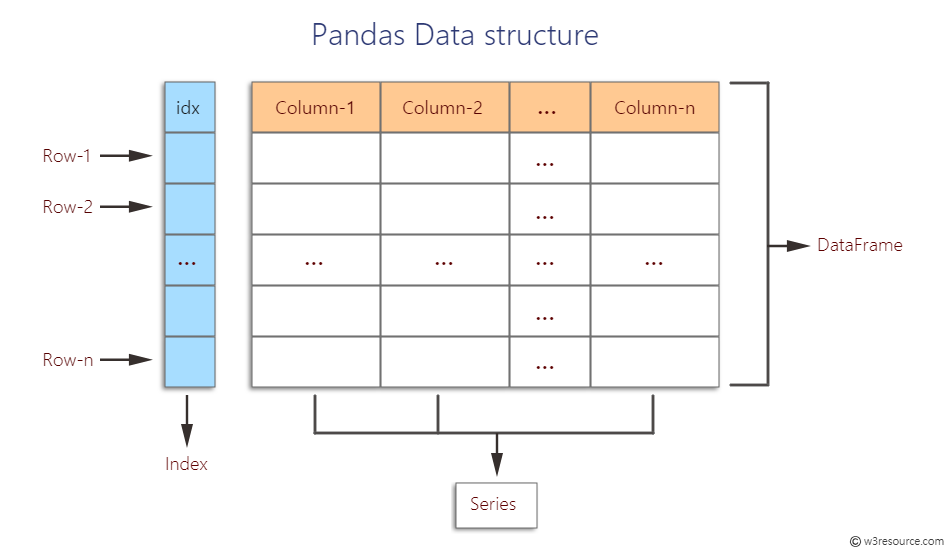 Pandas Data structure
idx Column-1 Column-2 ... Column-n
Row-1 ...
Row-2 ...
... ... ... ... ...
DataFrame
...
Row-n ...
Index
Series
© w3resource.com